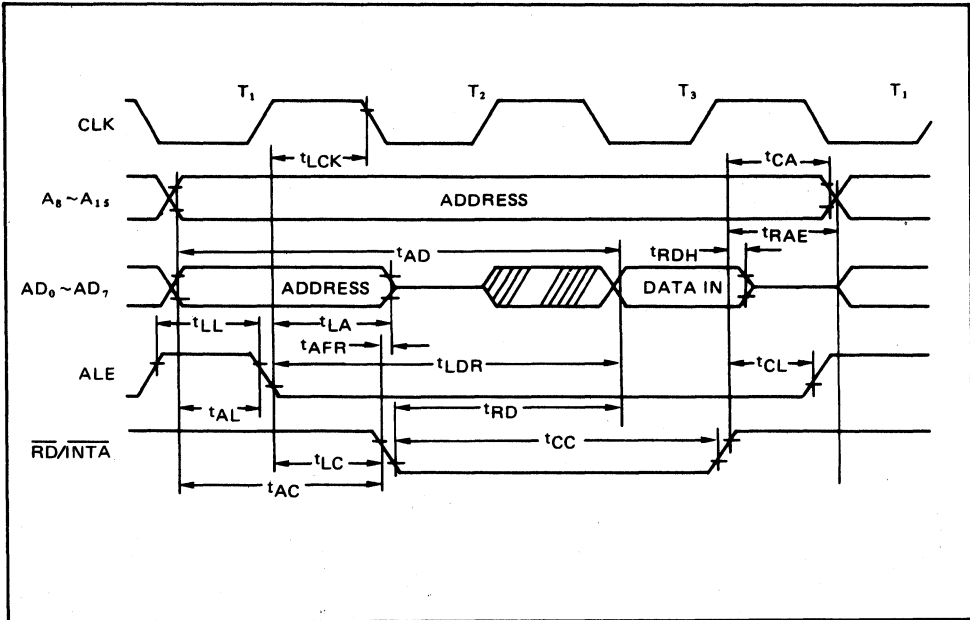 T₁ T₂ T₃ T₁
CLK
tLCK tCA
A₈~A₁₅ ADDRESS
tRAE
tAD tRDH
AD₀~AD₇ ADDRESS DATA IN
tLL tLA
tAFR tLDR tCL
ALE
tAL tRD
RD/INTA tCC
tLC
tAC